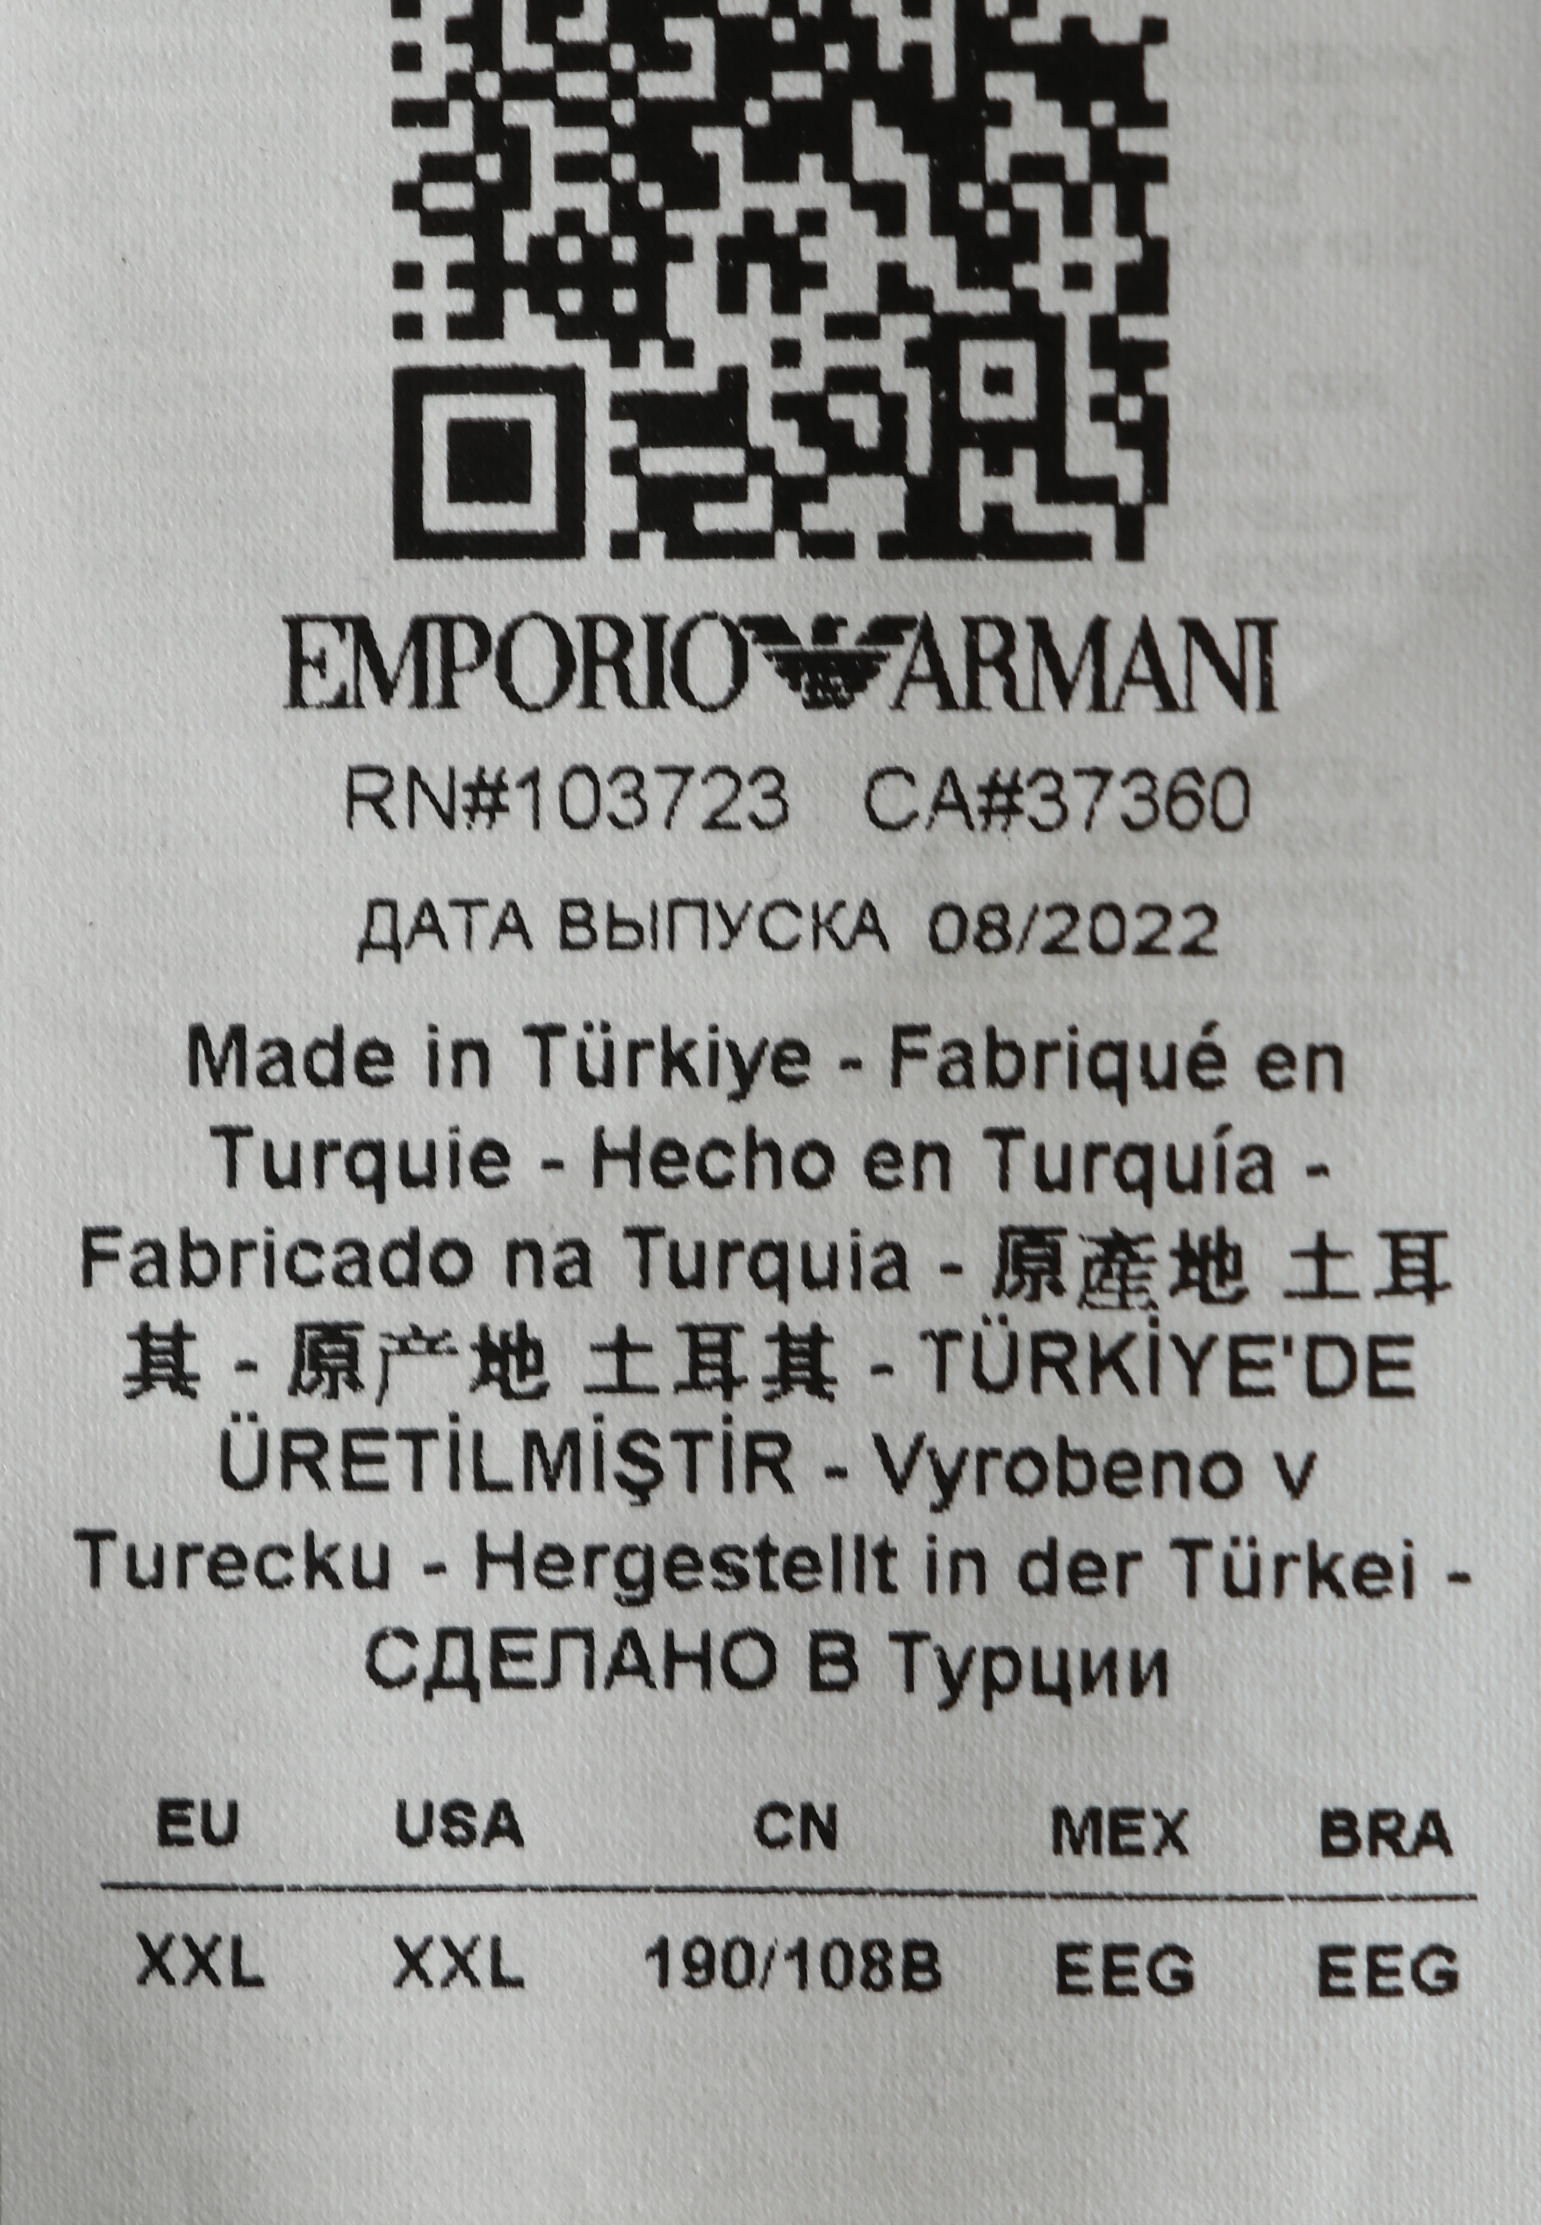 EMPORIO ARMANI
RN#103723 CA#37360
ДАТА ВЫПУСКА 08/2022
Made in Türkiye - Fabriqué en
Turquie - Hecho en Turquía -
Fabricado na Turquia - 原產地 土耳
其 - 原产地 土耳其 - TÜRKİYE'DE
ÜRETİLMİŞTİR - Vyrobeno v
Turecku - Hergestellt in der Türkei -
СДЕЛАНО В Турции
EU USA CN MEX BRA
XXL XXL 190/108B EEG EEG